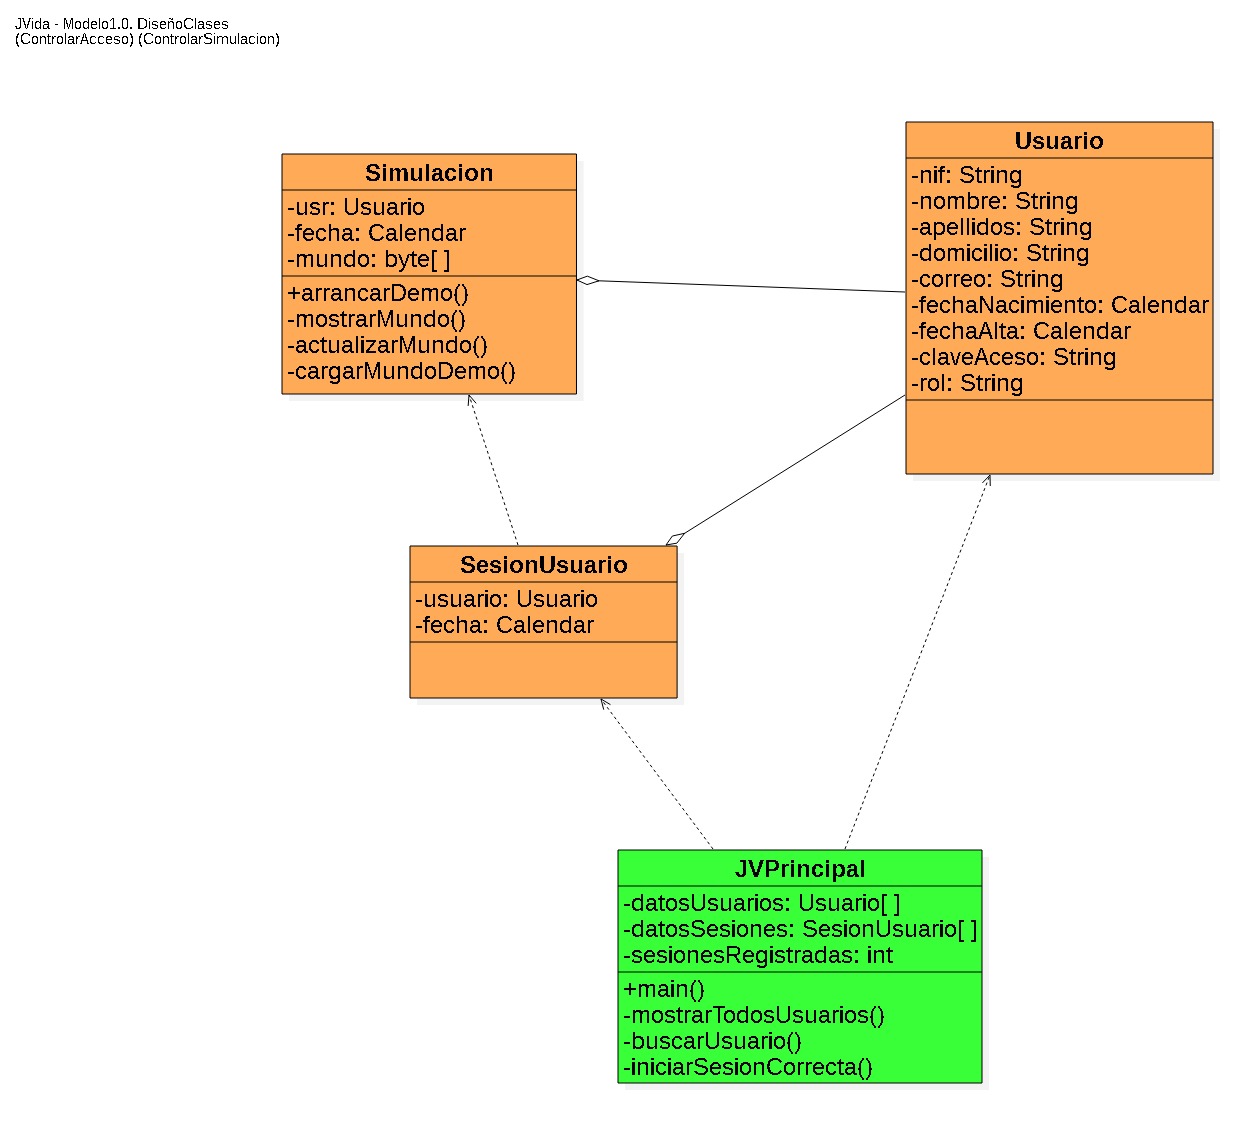 JVida - Modelo1.0. DiseñoClases
(ControlarAcceso) (ControlarSimulacion)
Simulacion
-usr: Usuario
-fecha: Calendar
-mundo: byte[ ]
+arrancarDemo()
-mostrarMundo()
-actualizarMundo()
-cargarMundoDemo()
Usuario
-nif: String
-nombre: String
-apellidos: String
-domicilio: String
-correo: String
-fechaNacimiento: Calendar
-fechaAlta: Calendar
-claveAceso: String
-rol: String
SesionUsuario
-usuario: Usuario
-fecha: Calendar
JVPrincipal
-datosUsuarios: Usuario[ ]
-datosSesiones: SesionUsuario[ ]
-sesionesRegistradas: int
+main()
-mostrarTodosUsuarios()
-buscarUsuario()
-iniciarSesionCorrecta()